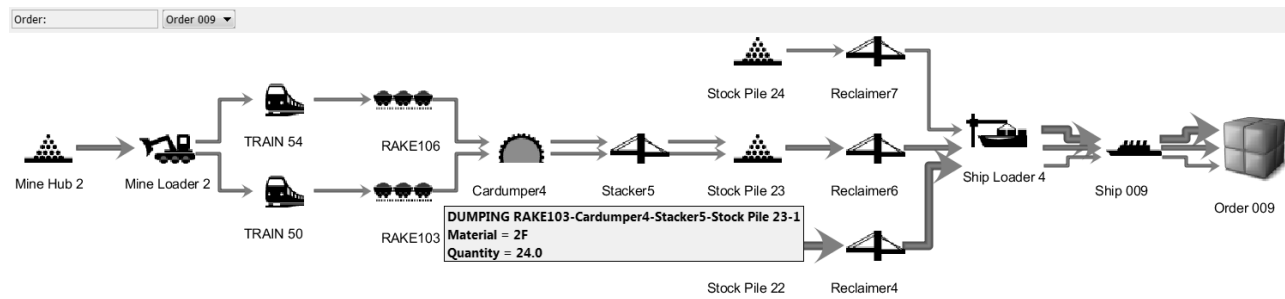 Order:
Order 009
Stock Pile 24
Reclaimer7
TRAIN 54
RAKE106
Mine Hub 2
Mine Loader 2
Cardumper4
Stacker5
Stock Pile 23
Reclaimer6
Ship Loader 4
Ship 009
Order 009
TRAIN 50
RAKE103
DUMPING RAKE103-Cardumper4-Stacker5-Stock Pile 23-1
Material = 2F
Quantity = 24.0
Stock Pile 22
Reclaimer4